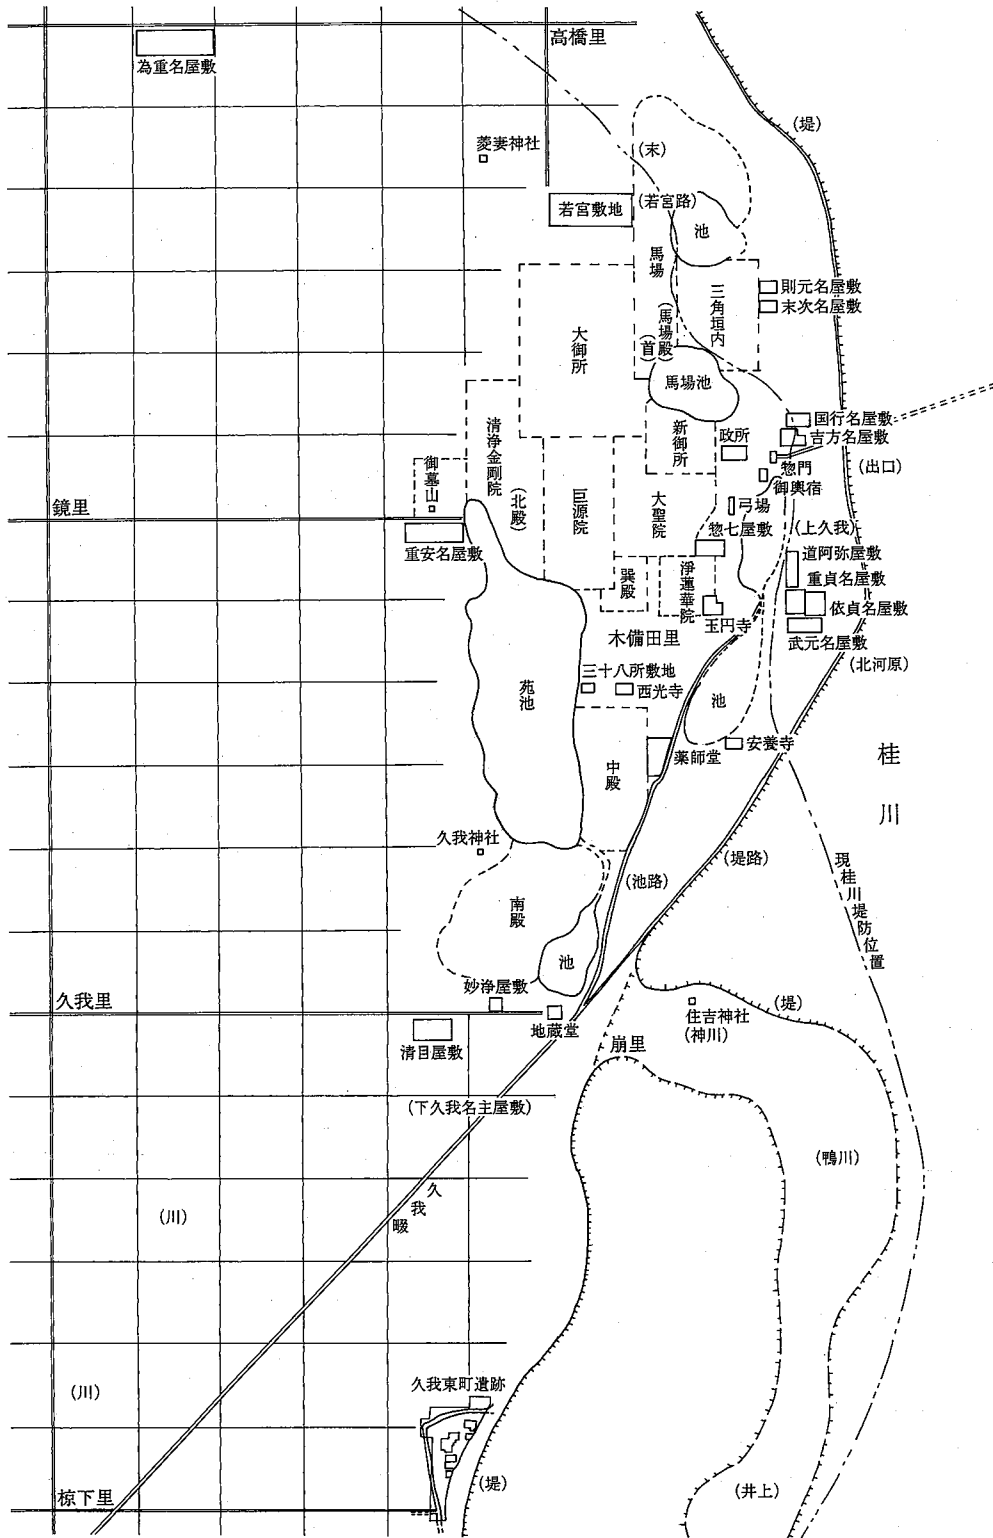 高橋里
為重名屋敷
(堤)
菱妻神社
(末)
若宮敷地
(若宮路)
池
馬場
三角垣内
則元名屋敷
末次名屋敷
大御所
(馬場殿)
(首)
馬場池
国行名屋敷
吉方名屋敷
清浄金剛院
新御所
政所
御墓山
惣門
(出口)
御輿宿
(北殿)
巨源院
大聖院
弓場
鏡里
重安名屋敷
惣七屋敷
(上久我)
道阿弥屋敷
巽殿
浄蓮華院
重貞名屋敷
依貞名屋敷
玉円寺
武元名屋敷
木備田里
(北河原)
三十八所敷地
西光寺
苑池
池
安養寺
桂川
薬師堂
中殿
久我神社
(堤路)
現桂川堤防位置
(池路)
南殿
池
妙浄屋敷
久我里
地蔵堂
住吉神社
(神川)
(堤)
清目屋敷
崩里
(下久我名主屋敷)
(鴨川)
久我畷
(川)
(川)
久我東町遺跡
(堤)
(井上)
椋下里